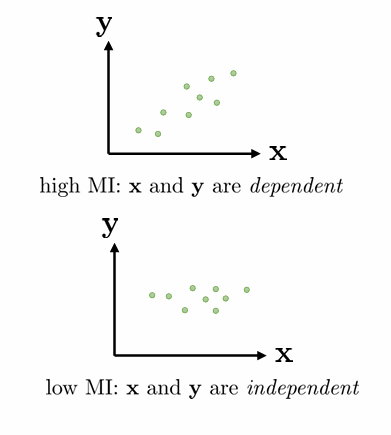 y
x
high MI: x and y are dependent
y
x
low MI: x and y are independent